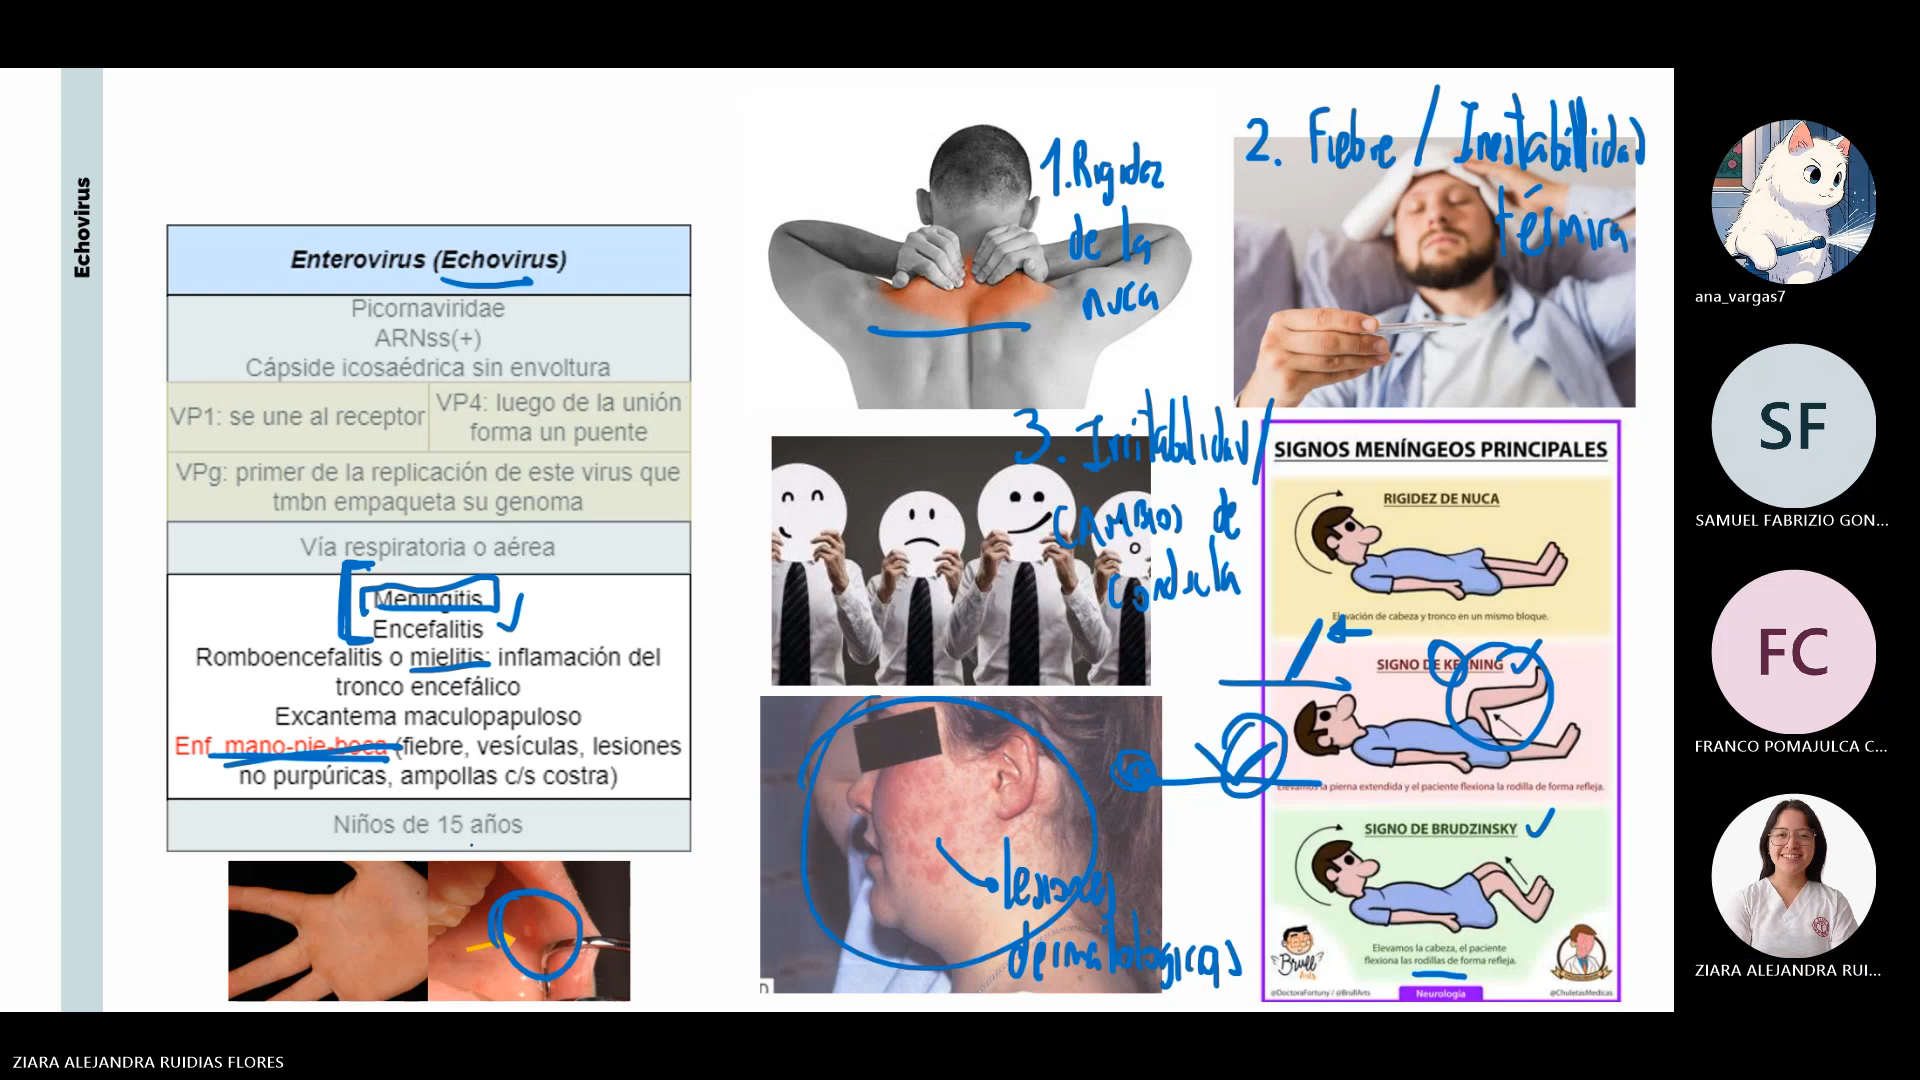 Echovirus
Enterovirus (Echovirus)
Picornaviridae
ARNss(+)
Cápside icosaédrica sin envoltura
VP1: se une al receptor
VP4: luego de la unión
forma un puente
VPg: primer de la replicación de este virus que
tmbn empaqueta su genoma
Vía respiratoria o aérea
Meningitis
Encefalitis
Romboencefalitis o mielitis: inflamación del
tronco encefálico
Excantema maculopapuloso
Enf. mano-pie-boca (fiebre, vesículas, lesiones
no purpúricas, ampollas c/s costra)
Niños de 15 años
1. Rigidez
de la
nuca
2. Fiebre / Inestabillidad
térmica
3. Irritabilidad/
CAMBIOS de
conducta
lesiones
dermatológicas
SIGNOS MENÍNGEOS PRINCIPALES
RIGIDEZ DE NUCA
Elevación de cabeza y tronco en un mismo bloque.
SIGNO DE KERNING
Elevamos la pierna extendida y el paciente flexiona la rodilla de forma refleja.
SIGNO DE BRUDZINSKY
Elevamos la cabeza, el paciente
flexiona las rodillas de forma refleja.
Brull
Arts
@DoctoraFortuny / @BrullArts
Neurología
@ChuletasMedicas
ana_vargas7
SF
SAMUEL FABRIZIO GON...
FC
FRANCO POMAJULCA C...
ZIARA ALEJANDRA RUI...
ZIARA ALEJANDRA RUIDIAS FLORES